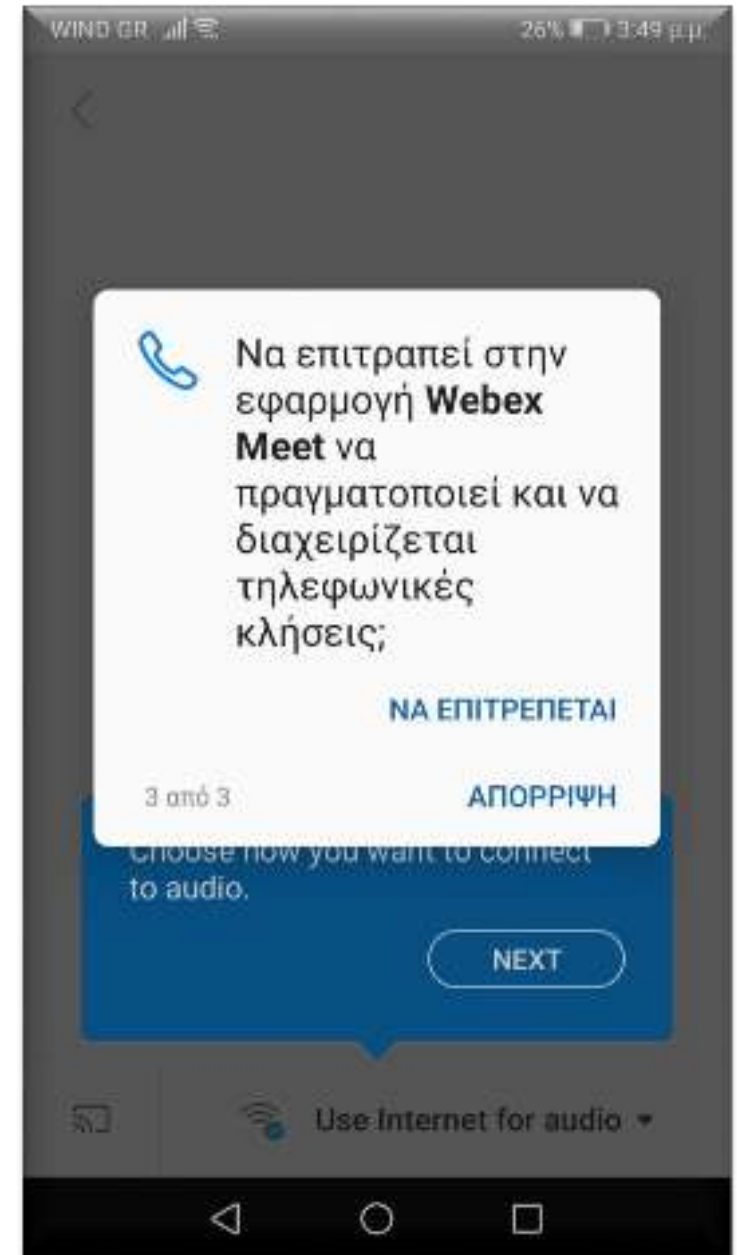 WIND GR
26% 3:49 μ.μ.
Να επιτραπεί στην
εφαρμογή Webex
Meet να
πραγματοποιεί και να
διαχειρίζεται
τηλεφωνικές
κλήσεις;
ΝΑ ΕΠΙΤΡΕΠΕΤΑΙ
3 από 3
ΑΠΟΡΡΙΨΗ
Choose how you want to connect
to audio.
NEXT
Use Internet for audio